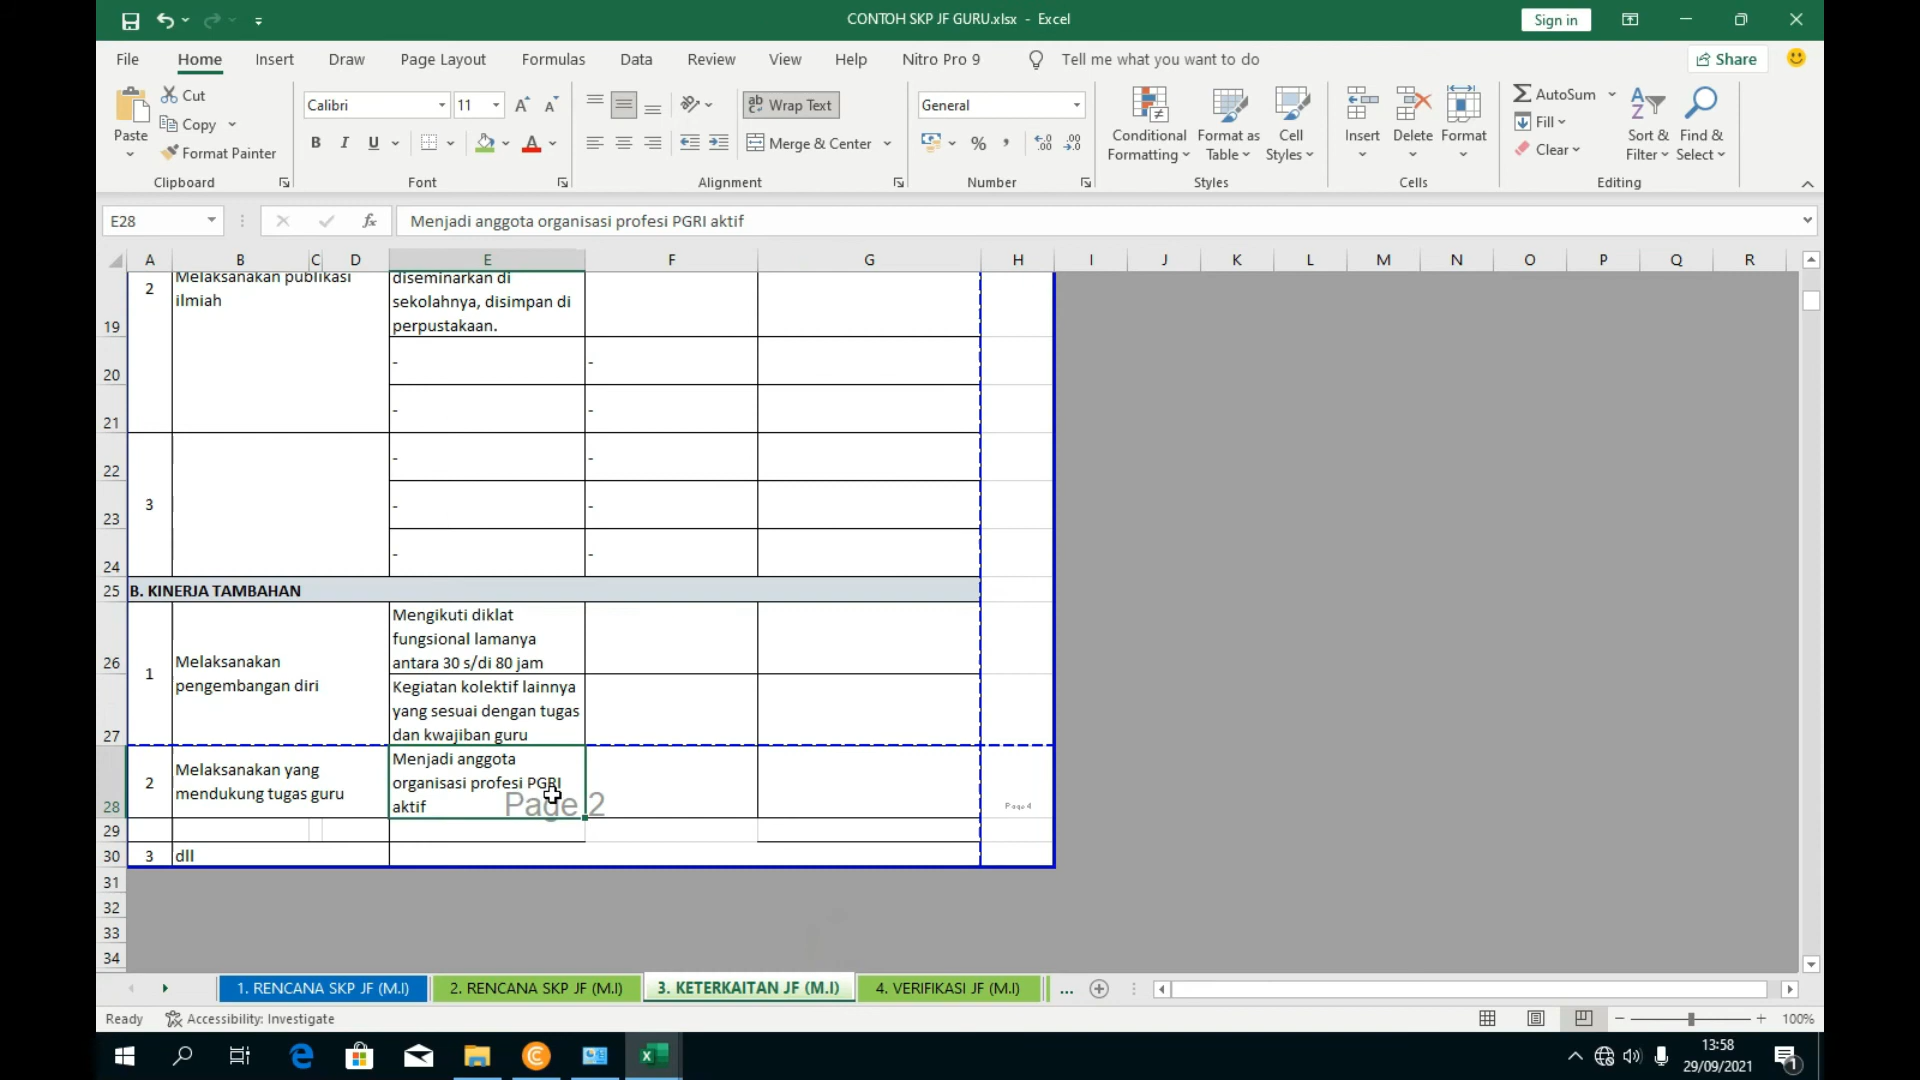 CONTOH SKP JF GURU.xlsx - Excel
Sign in
File Home Insert Draw Page Layout Formulas Data Review View Help Nitro Pro 9 Tell me what you want to do Share
Paste
Cut
Copy
Format Painter
Clipboard
Calibri 11
B I U
Font
Wrap Text
Merge & Center
Alignment
General
Number
Conditional Formatting
Format as Table
Cell Styles
Styles
Insert Delete Format
Cells
AutoSum
Fill
Clear
Sort & Filter
Find & Select
Editing
E28 fx Menjadi anggota organisasi profesi PGRI aktif
A B C D E F G H I J K L M N O P Q R
19 2 Melaksanakan publikasi
ilmiah
diseminarkan di
sekolahnya, disimpan di
perpustakaan.
20 - -
21 - -
22 - -
23 3 - -
24 - -
25 B. KINERJA TAMBAHAN
26 1 Melaksanakan
pengembangan diri
Mengikuti diklat
fungsional lamanya
antara 30 s/di 80 jam
27 Kegiatan kolektif lainnya
yang sesuai dengan tugas
dan kwajiban guru
28 2 Melaksanakan yang
mendukung tugas guru
Menjadi anggota
organisasi profesi PGRI
aktif
Page 2
Page 4
29
30 3 dll
31
32
33
34
1. RENCANA SKP JF (M.I) 2. RENCANA SKP JF (M.I) 3. KETERKAITAN JF (M.I) 4. VERIFIKASI JF (M.I) ...
Ready Accessibility: Investigate 100%
13:58
29/09/2021
1